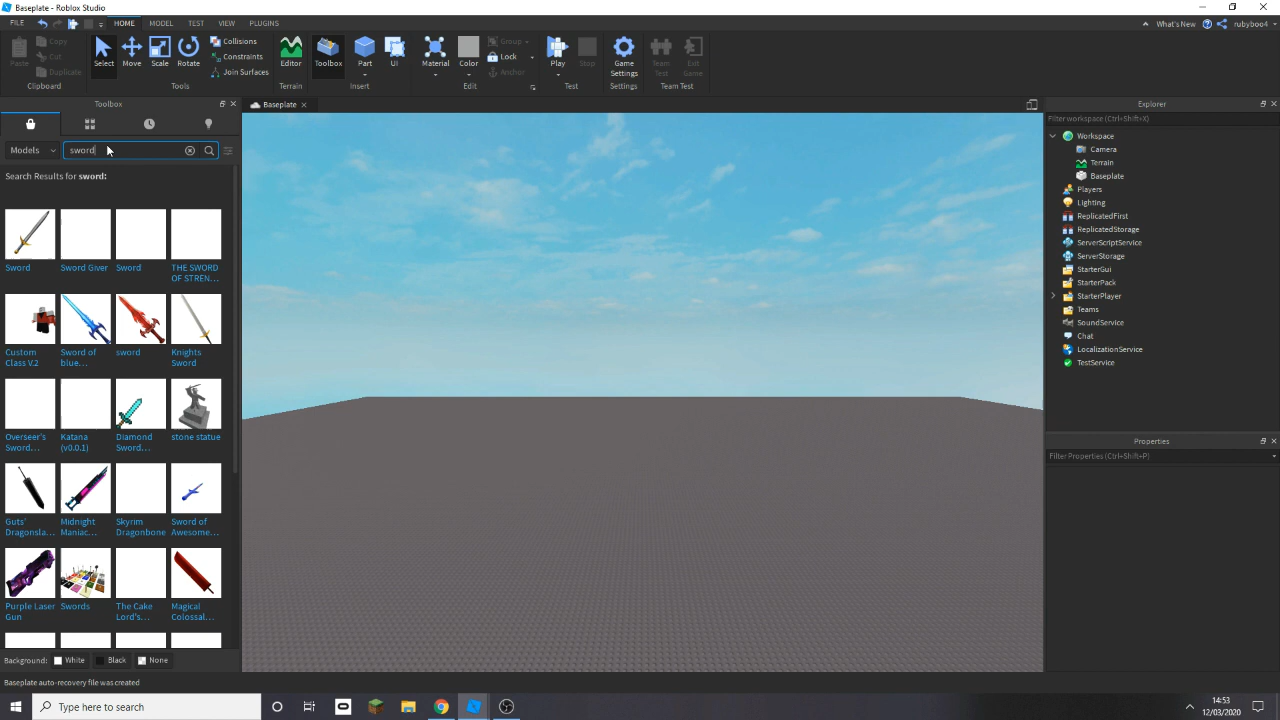 Baseplate - Roblox Studio
FILE HOME MODEL TEST VIEW PLUGINS What's New rubyboo4
Paste Copy Cut Duplicate Select Move Scale Rotate Collisions Constraints Join Surfaces Editor Toolbox Part UI Material Color Group Lock Anchor Play Stop Game Settings Team Test Exit Game
Clipboard Tools Terrain Insert Edit Test Settings Team Test
Toolbox
Baseplate
Models sword
Search Results for sword:
Sword Sword Giver Sword THE SWORD OF STREN...
Custom Class V.2 Sword of blue... sword Knights Sword
Overseer's Sword... Katana (v0.0.1) Diamond Sword... stone statue
Guts' Dragonsla... Midnight Maniac... Skyrim Dragonbone Sword of Awesome...
Purple Laser Gun Swords The Cake Lord's... Magical Colossal...
Background: White Black None
Baseplate auto-recovery file was created
Explorer
Filter workspace (Ctrl+Shift+X)
Workspace
Camera
Terrain
Baseplate
Players
Lighting
ReplicatedFirst
ReplicatedStorage
ServerScriptService
ServerStorage
StarterGui
StarterPack
StarterPlayer
Teams
SoundService
Chat
LocalizationService
TestService
Properties
Filter Properties (Ctrl+Shift+P)
Type here to search
14:53
12/03/2020